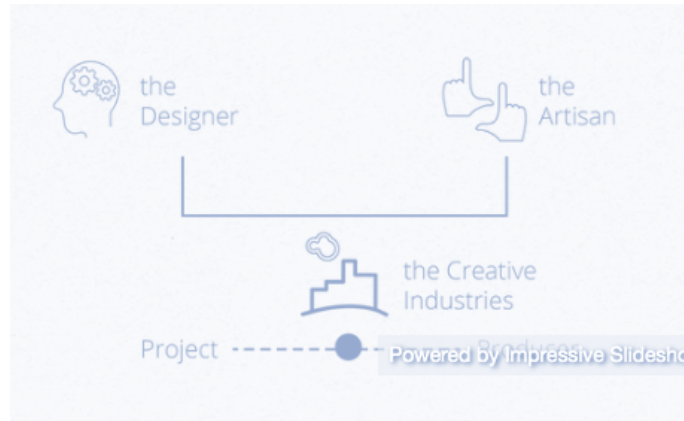 the
Designer
the
Artisan
the Creative
Industries
Project
Powered by Impressive Slidesho